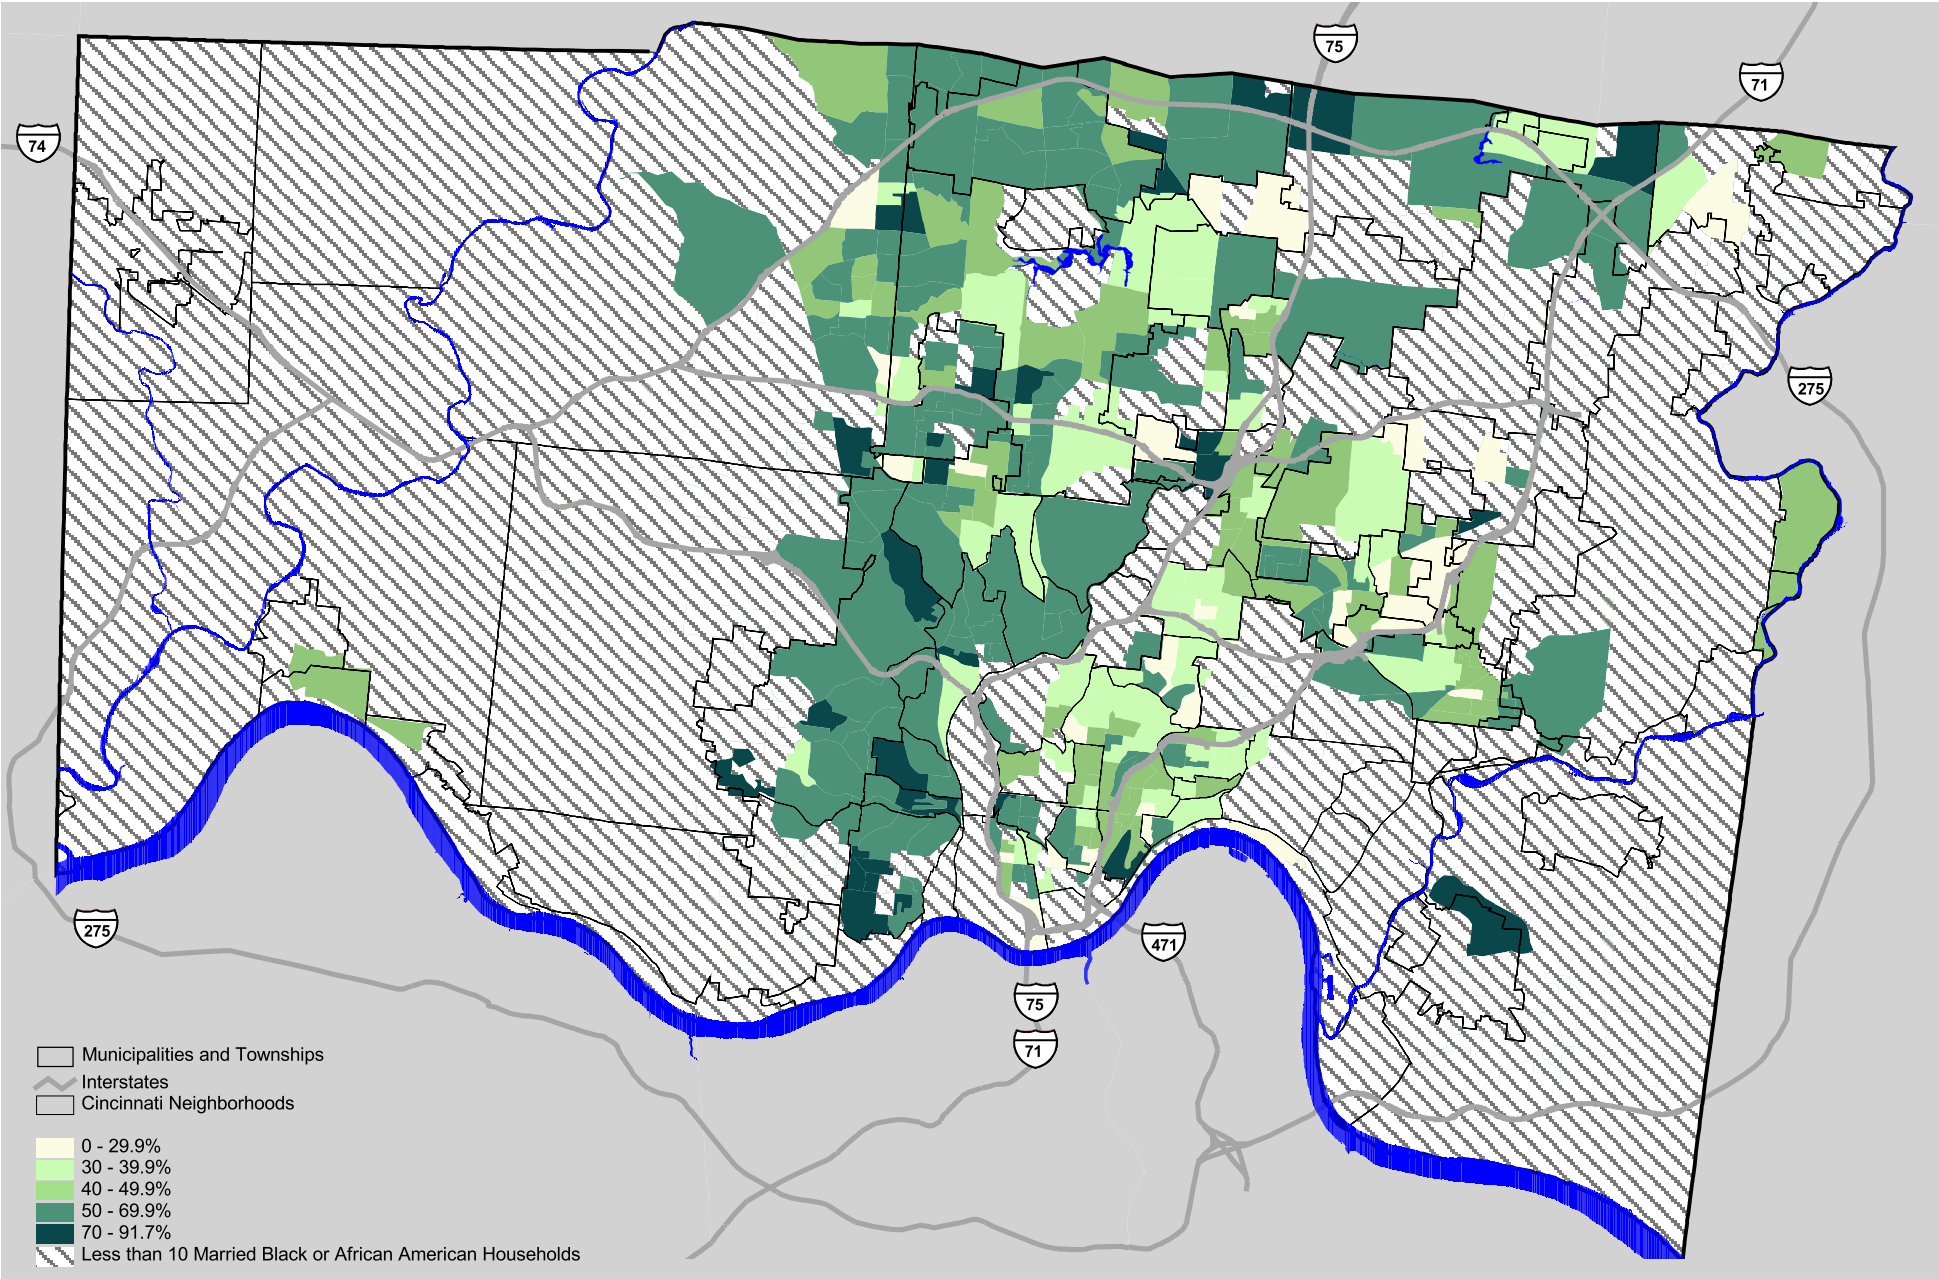 75
71
74
275
275
471
75
71
Municipalities and Townships
Interstates
Cincinnati Neighborhoods
0 - 29.9%
30 - 39.9%
40 - 49.9%
50 - 69.9%
70 - 91.7%
Less than 10 Married Black or African American Households